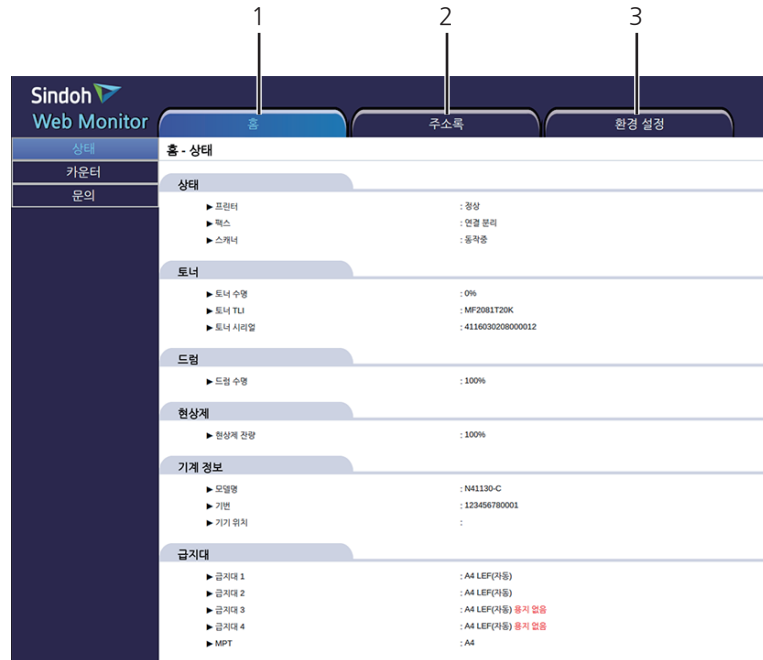 1 2 3
Sindoh
Web Monitor
홈 주소록 환경 설정
상태
카운터
문의
홈 - 상태
상태
▶ 프린터 : 정상
▶ 팩스 : 연결 분리
▶ 스캐너 : 동작중
토너
▶ 토너 수명 : 0%
▶ 토너 TLI : MF2081T20K
▶ 토너 시리얼 : 4116030208000012
드럼
▶ 드럼 수명 : 100%
현상제
▶ 현상제 잔량 : 100%
기계 정보
▶ 모델명 : N41130-C
▶ 기번 : 123456780001
▶ 기기 위치 :
급지대
▶ 급지대 1 : A4 LEF(자동)
▶ 급지대 2 : A4 LEF(자동)
▶ 급지대 3 : A4 LEF(자동) 용지 없음
▶ 급지대 4 : A4 LEF(자동) 용지 없음
▶ MPT : A4